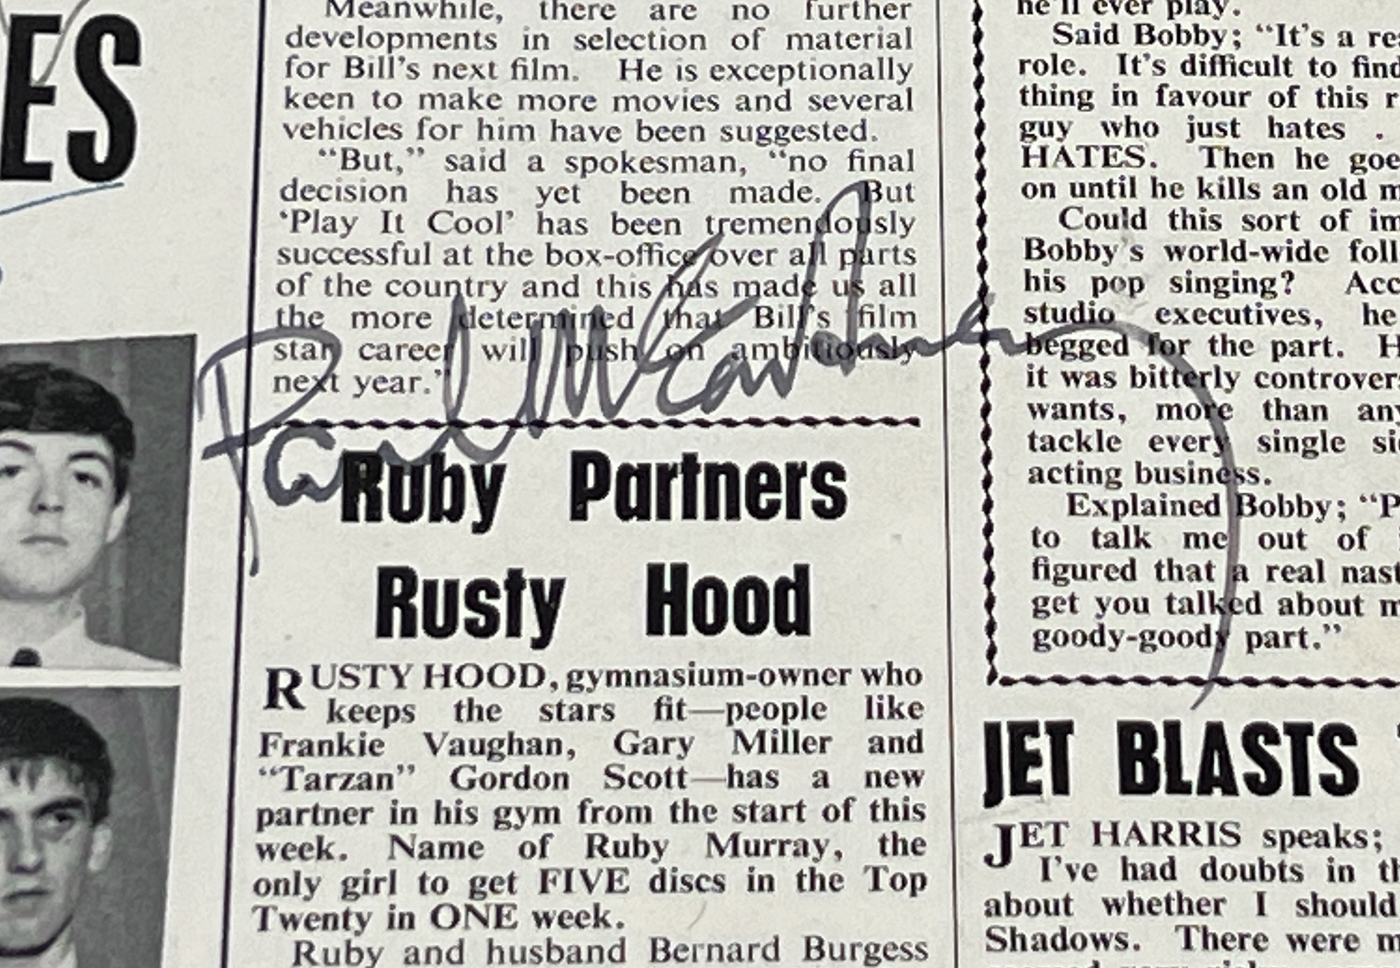 ES
Meanwhile, there are no further
developments in selection of material
for Bill's next film. He is exceptionally
keen to make more movies and several
vehicles for him have been suggested.
"But," said a spokesman, "no final
decision has yet been made. But
'Play It Cool' has been tremendously
successful at the box-office over all parts
of the country and this has made us all
the more determined that Bill's film
star career will push on ambitiously
next year."
Paul McCartney
Ruby Partners
Rusty Hood
RUSTY HOOD, gymnasium-owner who
keeps the stars fit—people like
Frankie Vaughan, Gary Miller and
"Tarzan" Gordon Scott—has a new
partner in his gym from the start of this
week. Name of Ruby Murray, the
only girl to get FIVE discs in the Top
Twenty in ONE week.
Ruby and husband Bernard Burgess
he'll ever play.
Said Bobby; "It's a re
role. It's difficult to find
thing in favour of this r
guy who just hates .
HATES. Then he goe
on until he kills an old m
Could this sort of im
Bobby's world-wide foll
his pop singing? Acc
studio executives, he
begged for the part. H
it was bitterly controver
wants, more than an
tackle every single si
acting business.
Explained Bobby; "P
to talk me out of
figured that a real nast
get you talked about m
goody-goody part."
JET BLASTS
JET HARRIS speaks;
I've had doubts in th
about whether I should
Shadows. There were m